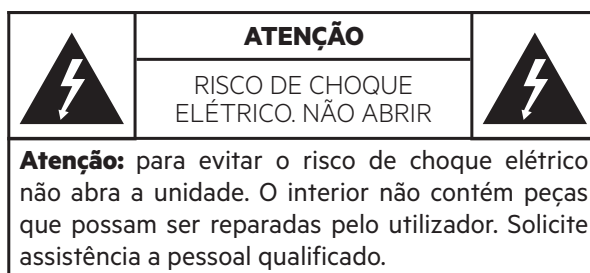 ATENÇÃO
RISCO DE CHOQUE
ELÉTRICO. NÃO ABRIR
Atenção: para evitar o risco de choque elétrico
não abra a unidade. O interior não contém peças
que possam ser reparadas pelo utilizador. Solicite
assistência a pessoal qualificado.